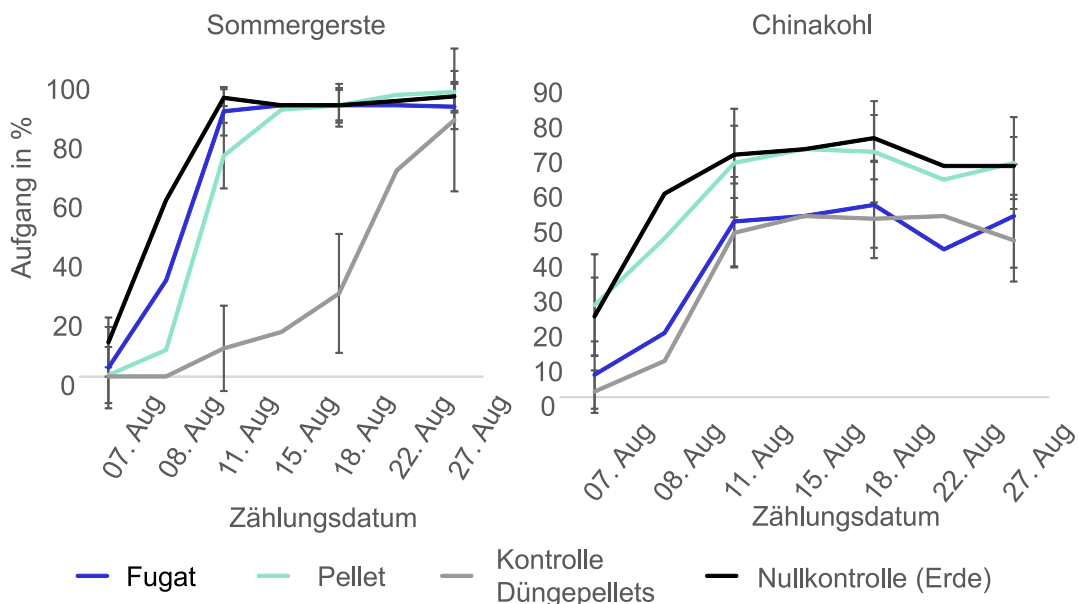 Sommergerste
Aufgang in %
100
80
60
40
20
0
07. Aug
08. Aug
11. Aug
15. Aug
18. Aug
22. Aug
27. Aug
Zählungsdatum
Chinakohl
90
80
70
60
50
40
30
20
10
0
07. Aug
08. Aug
11. Aug
15. Aug
18. Aug
22. Aug
27. Aug
Zählungsdatum
Fugat
Pellet
Kontrolle
Düngepellets
Nullkontrolle (Erde)